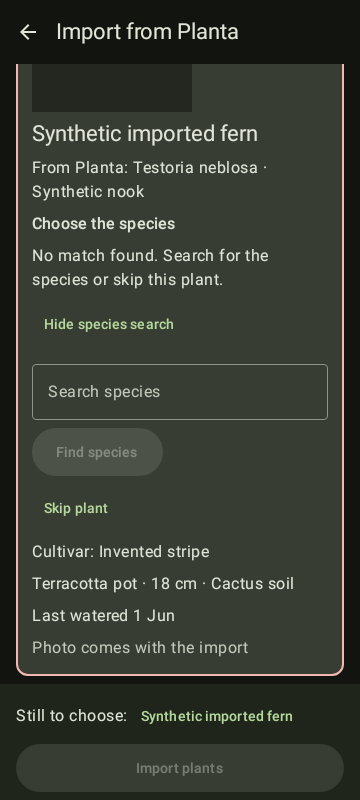 Import from Planta
Synthetic imported fern
From Planta: Testoria neblosa ·
Synthetic nook
Choose the species
No match found. Search for the
species or skip this plant.
Hide species search
Search species
Find species
Skip plant
Cultivar: Invented stripe
Terracotta pot · 18 cm · Cactus soil
Last watered 1 Jun
Photo comes with the import
Still to choose: Synthetic imported fern
Import plants